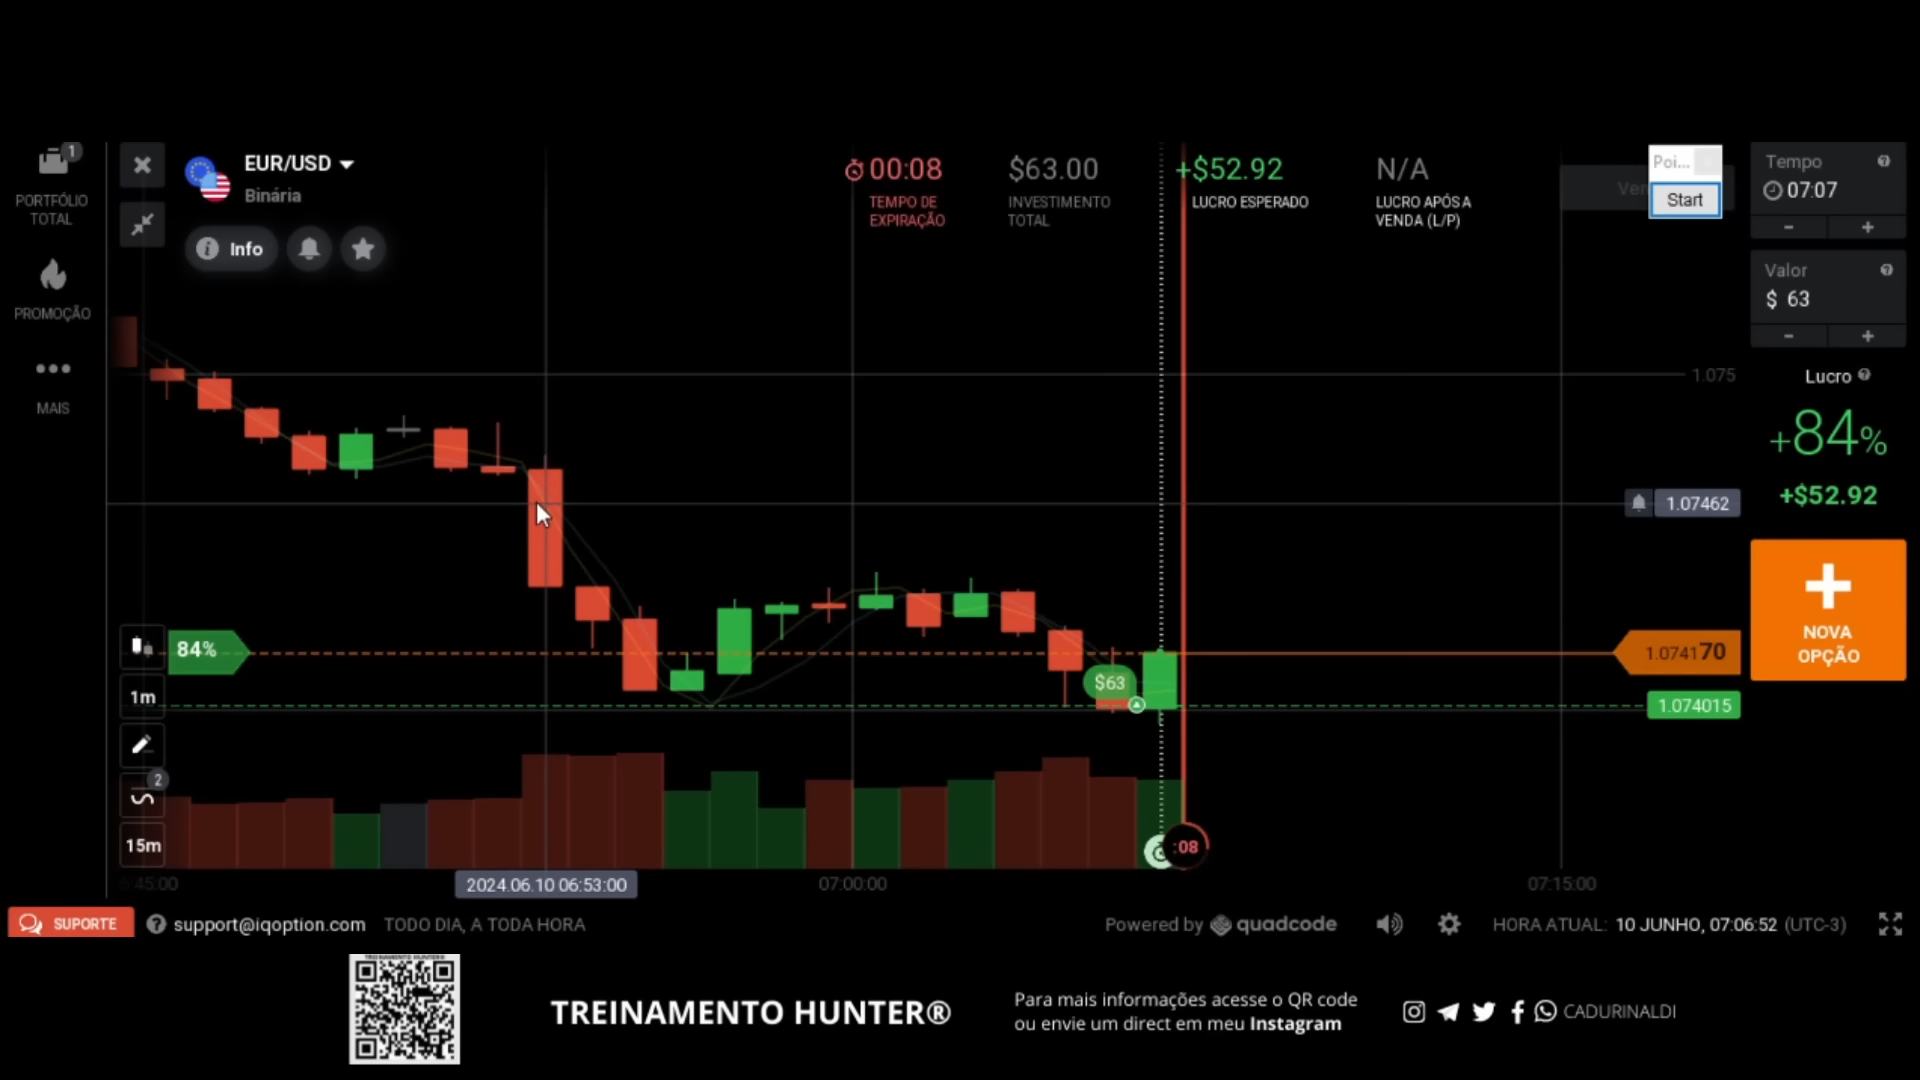 1
PORTFÓLIO
TOTAL
PROMOÇÃO
MAIS
EUR/USD
Binária
Info
00:08
TEMPO DE
EXPIRAÇÃO
$63.00
INVESTIMENTO
TOTAL
+$52.92
LUCRO ESPERADO
N/A
LUCRO APÓS A
VENDA (L/P)
Poi...
Start
Tempo
07:07
- +
Valor
$ 63
- +
Lucro
+84%
+$52.92
NOVA
OPÇÃO
1.075
1.07462
1.074170
1.074015
84%
$63
1m
2
15m
:08
45:00
2024.06.10 06:53:00
07:00:00
07:15:00
SUPORTE
support@iqoption.com
TODO DIA, A TODA HORA
Powered by quadcode
HORA ATUAL: 10 JUNHO, 07:06:52 (UTC-3)
TREINAMENTO HUNTER®
Para mais informações acesse o QR code
ou envie um direct em meu Instagram
CADURINALDI